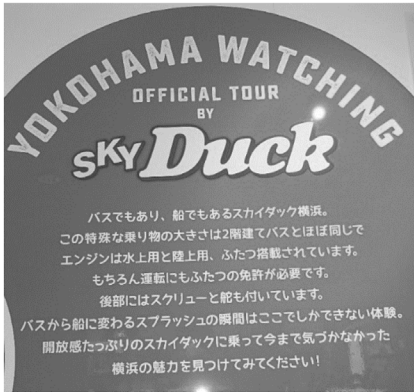 YOKOHAMA WATCHING
OFFICIAL TOUR
BY
SKY Duck
バスでもあり、船でもあるスカイダック横浜。
この特殊な乗り物の大きさは2階建てバスとほぼ同じで
エンジンは水上用と陸上用、ふたつ搭載されています。
もちろん運転にもふたつの免許が必要です。
後部にはスクリューと舵も付いています。
バスから船に変わるスプラッシュの瞬間はここでしかできない体験。
開放感たっぷりのスカイダックに乗って今まで気づかなかった
横浜の魅力を見つけてみてください!